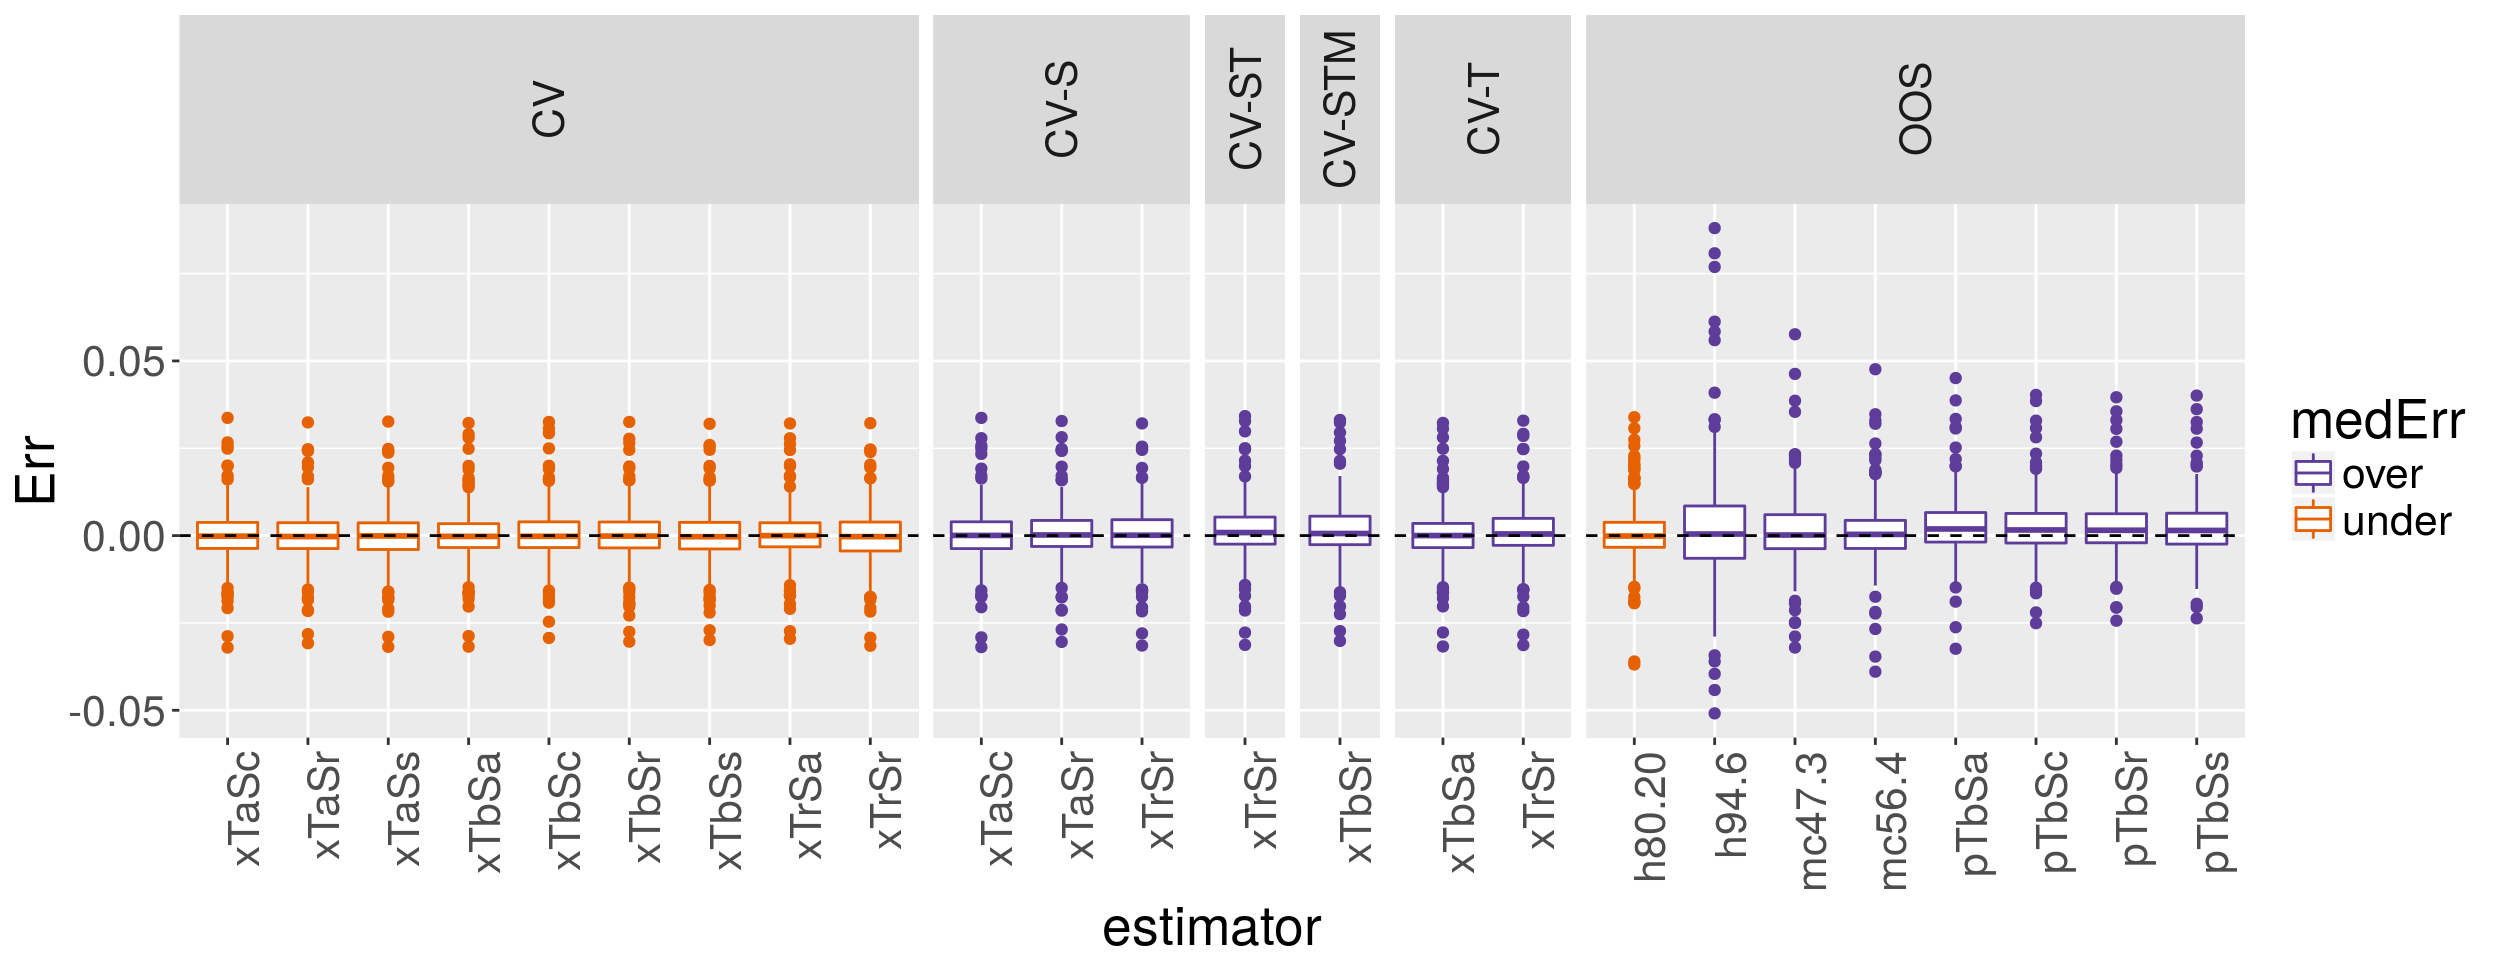 CV
CV-S
CV-ST
CV-STM
CV-T
OOS
Err
0.05
0.00
-0.05
xTaSc
xTaSr
xTaSs
xTbSa
xTbSc
xTbSr
xTbSs
xTrSa
xTrSr
xTaSc
xTaSr
xTrSr
xTrSr
xTbSr
xTbSa
xTrSr
h80.20
h94.6
mc47.3
mc56.4
pTbSa
pTbSc
pTbSr
pTbSs
estimator
medErr
over
under